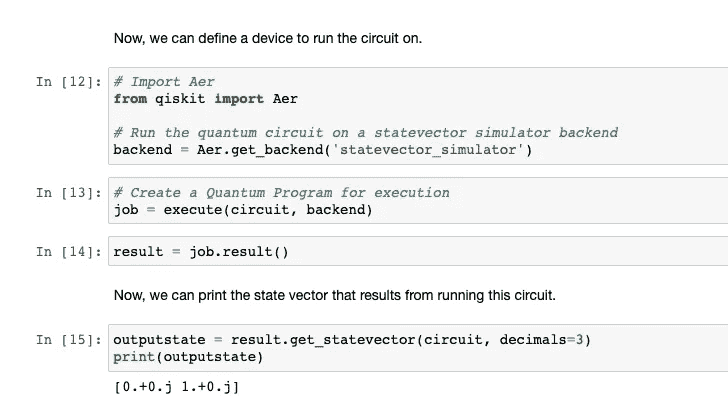 Now, we can define a device to run the circuit on.
In [12]: # Import Aer
from qiskit import Aer
# Run the quantum circuit on a statevector simulator backend
backend = Aer.get_backend('statevector_simulator')
In [13]: # Create a Quantum Program for execution
job = execute(circuit, backend)
In [14]: result = job.result()
Now, we can print the state vector that results from running this circuit.
In [15]: outputstate = result.get_statevector(circuit, decimals=3)
print(outputstate)
[0.+0.j 1.+0.j]